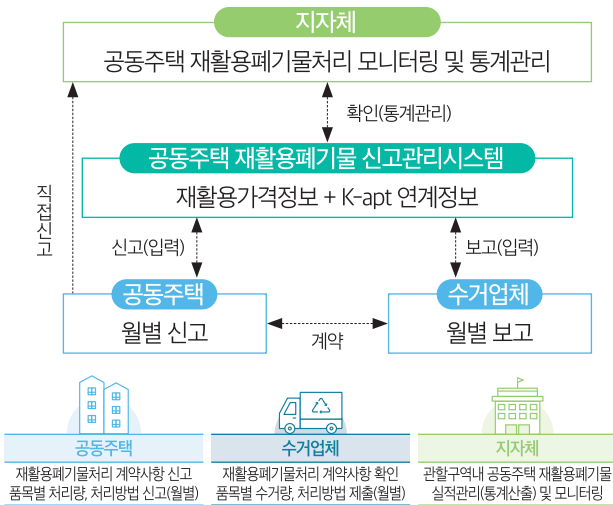 지자체
공동주택 재활용폐기물처리 모니터링 및 통계관리
확인(통계관리)
공동주택 재활용폐기물 신고관리시스템
재활용가격정보 + K-apt 연계정보
직접신고
신고(입력)
보고(입력)
공동주택
월별 신고
계약
수거업체
월별 보고
공동주택
재활용폐기물처리 계약사항 신고
품목별 처리량, 처리방법 신고(월별)
수거업체
재활용폐기물처리 계약사항 확인
품목별 수거량, 처리방법 제출(월별)
지자체
관할구역내 공동주택 재활용폐기물
실적관리(통계산출) 및 모니터링